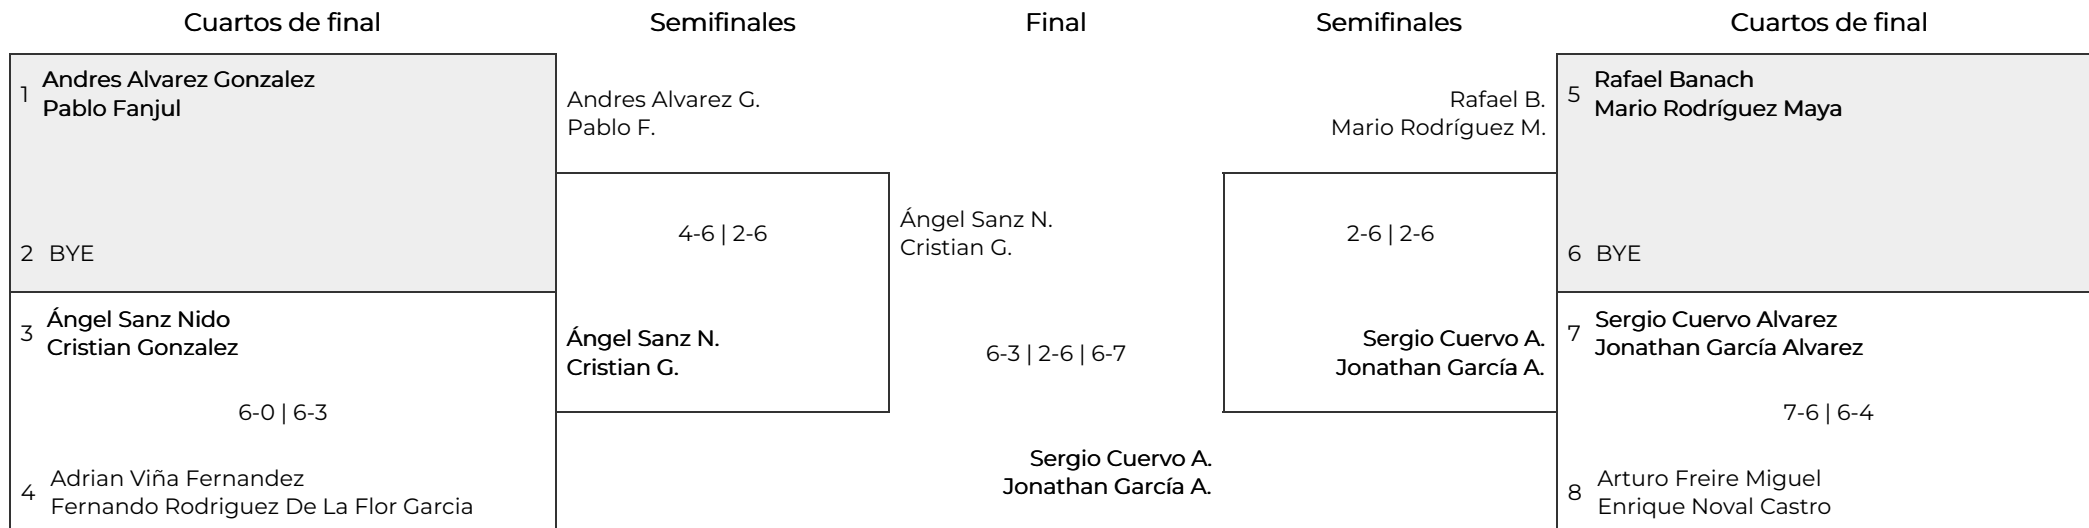 Cuartos de final
Semifinales
Final
Semifinales
Cuartos de final
1
Andres Alvarez Gonzalez
Pablo Fanjul
2 BYE
3
Ángel Sanz Nido
Cristian Gonzalez
6-0 | 6-3
4
Adrian Viña Fernandez
Fernando Rodriguez De La Flor Garcia
Andres Alvarez G.
Pablo F.
4-6 | 2-6
Ángel Sanz N.
Cristian G.
Ángel Sanz N.
Cristian G.
6-3 | 2-6 | 6-7
Sergio Cuervo A.
Jonathan García A.
Rafael B.
Mario Rodríguez M.
2-6 | 2-6
Sergio Cuervo A.
Jonathan García A.
5
Rafael Banach
Mario Rodríguez Maya
6 BYE
7
Sergio Cuervo Alvarez
Jonathan García Alvarez
7-6 | 6-4
8
Arturo Freire Miguel
Enrique Noval Castro